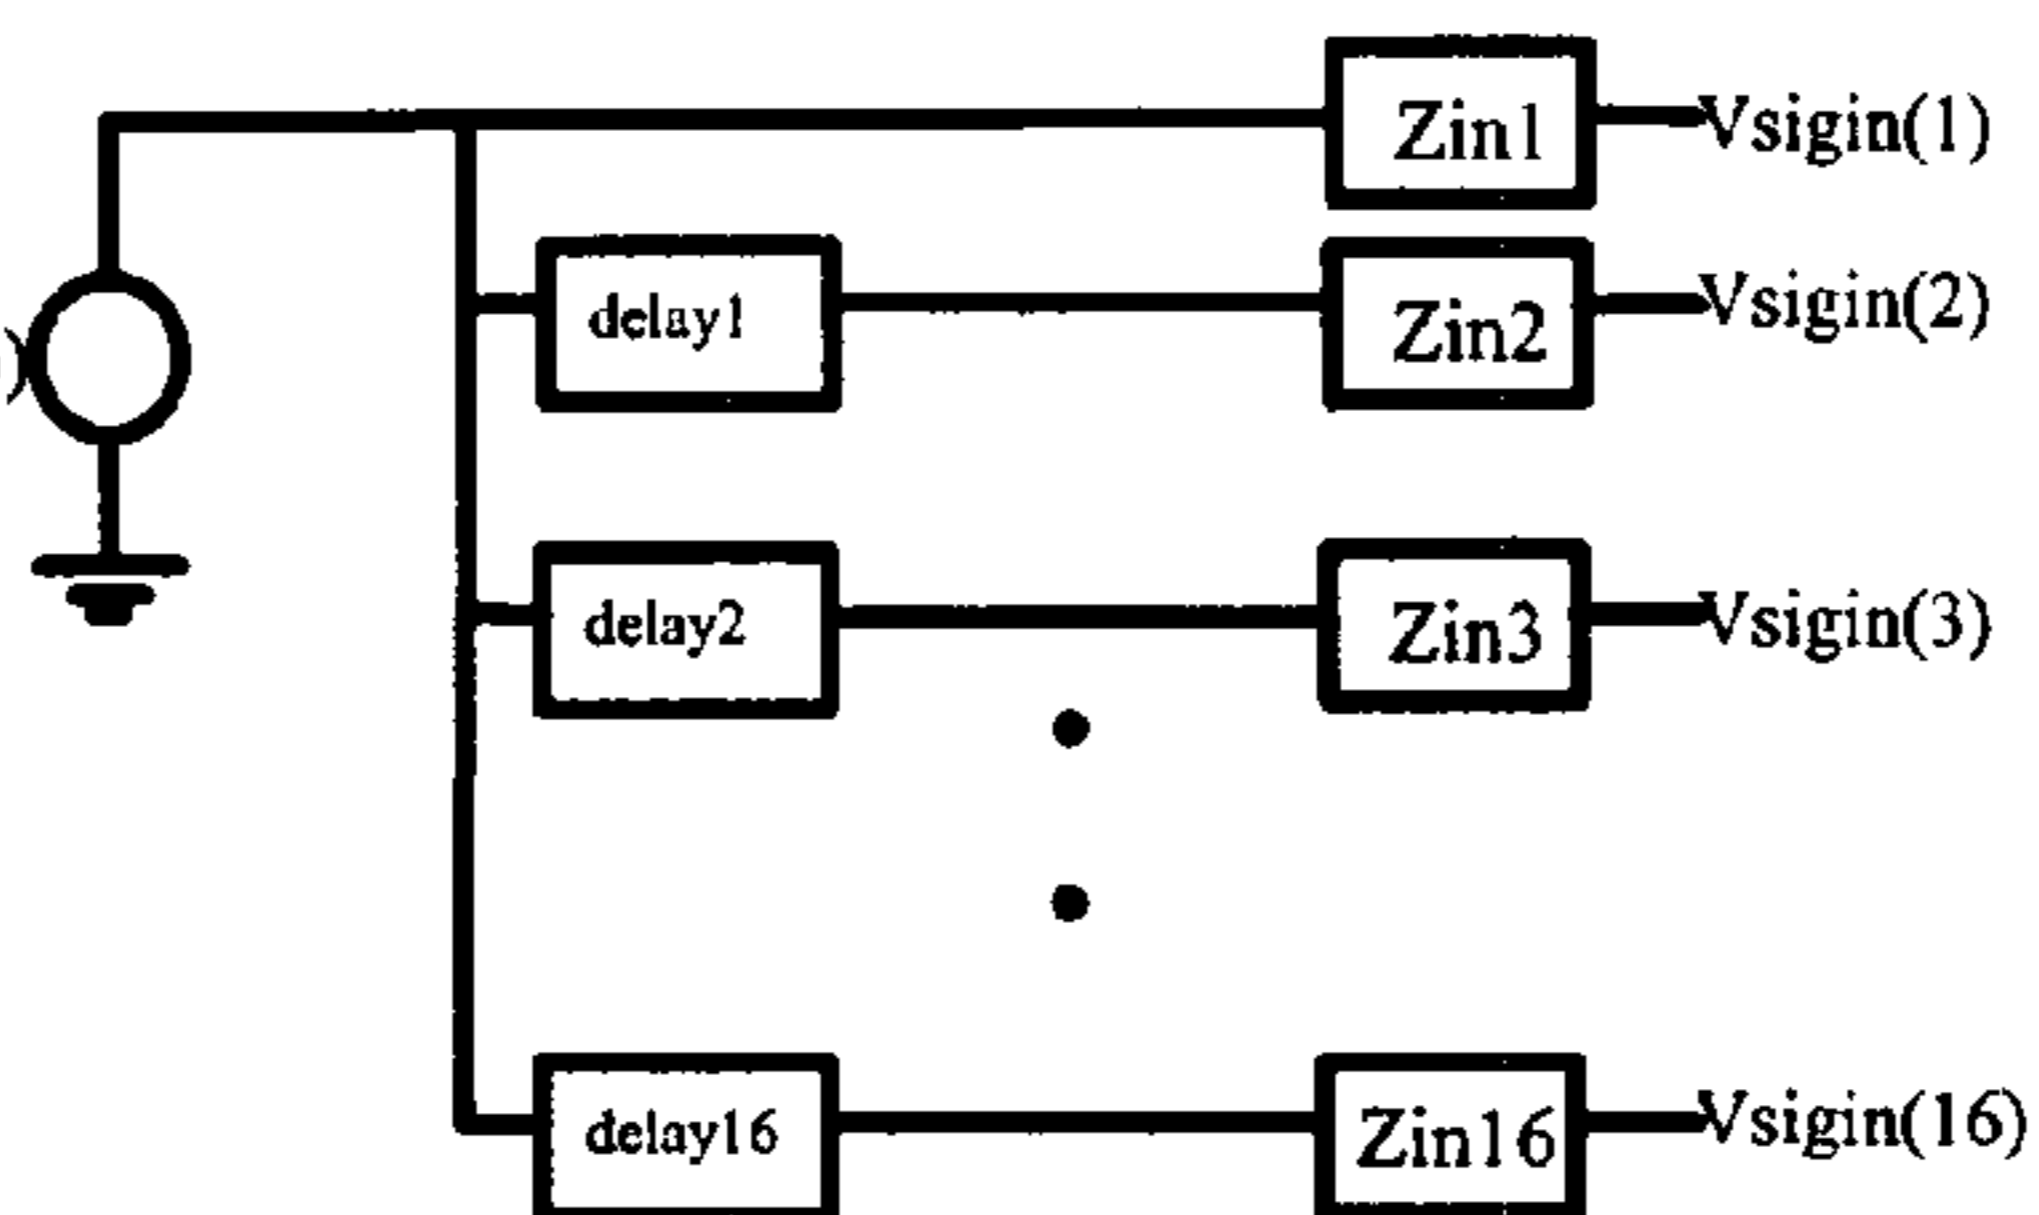 Zin1 Vsigin(1)
delay1 Zin2 Vsigin(2)
delay2 Zin3 Vsigin(3)
delay16 Zin16 Vsigin(16)